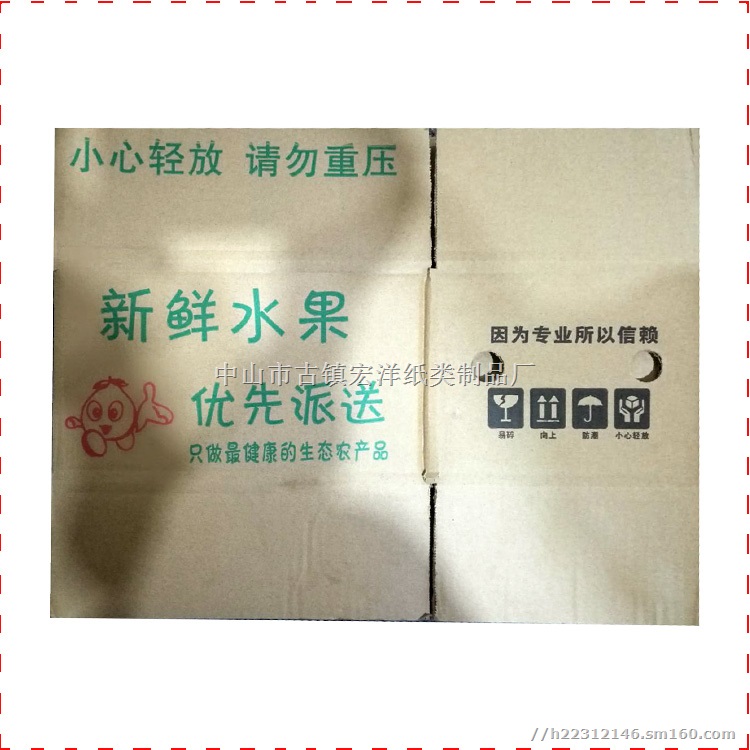 小心轻放 请勿重压
新鲜水果
优先派送
只做最健康的生态农产品
因为专业所以信赖
易碎 向上 防潮 小心轻放
中山市古镇宏洋纸类制品厂
//h22312146.sm160.com/